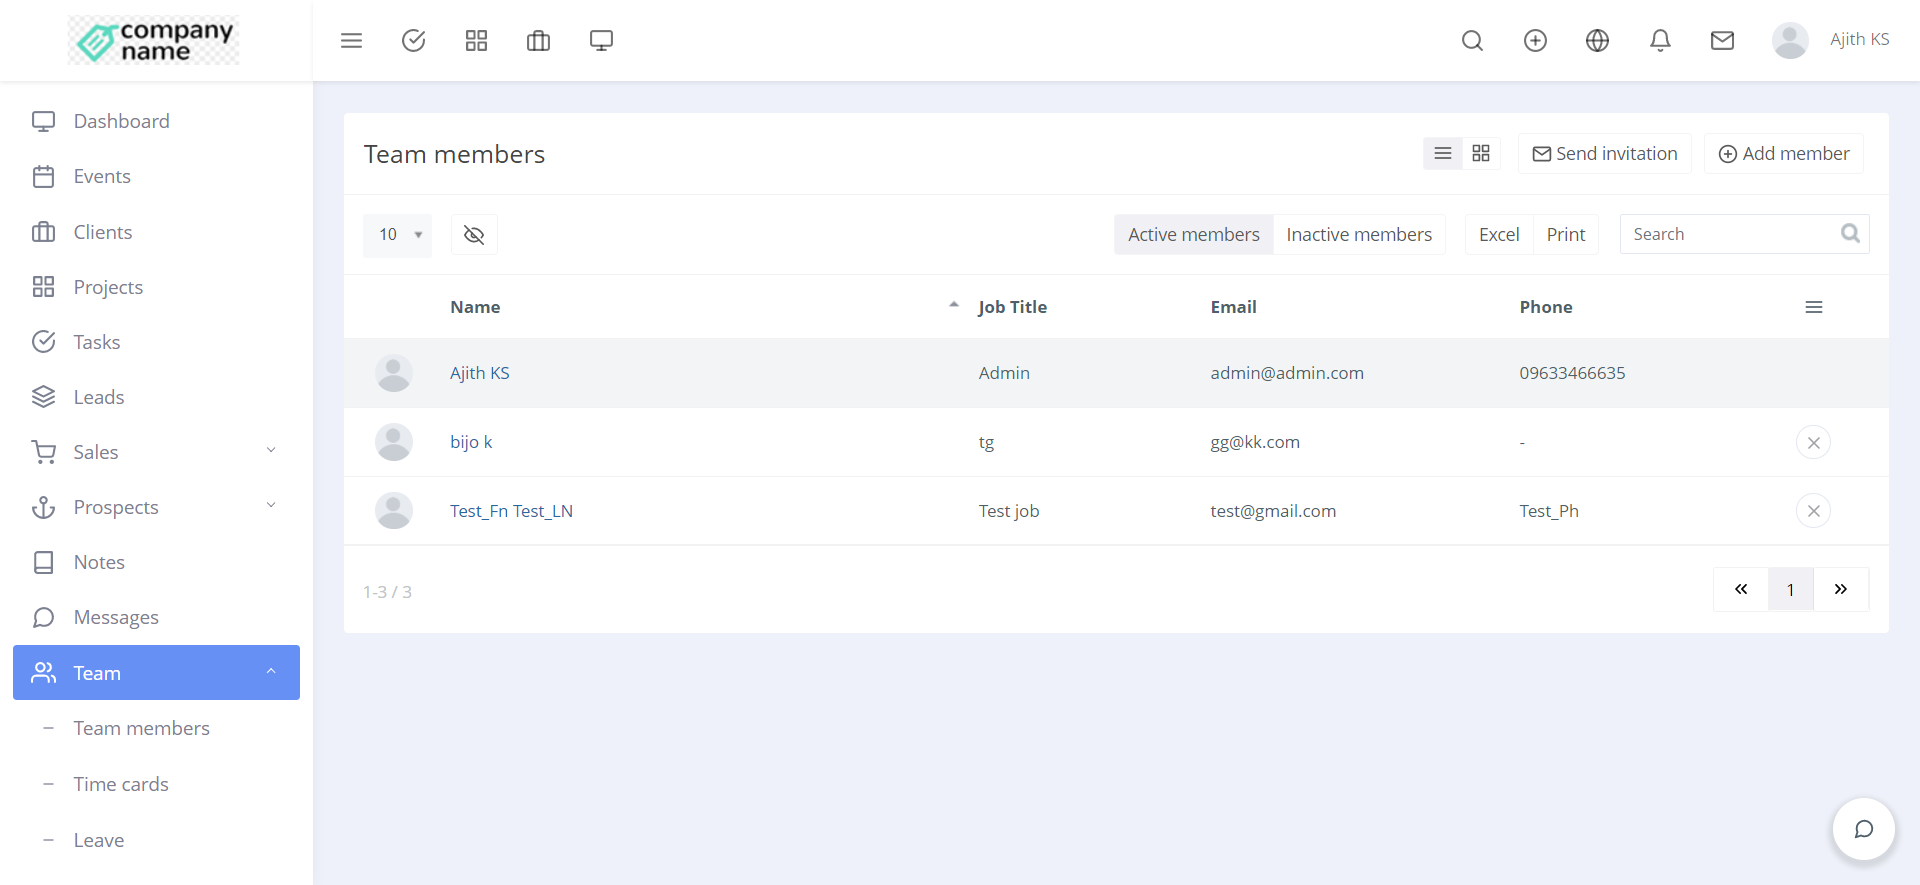 company
name
Ajith KS
Dashboard
Events
Clients
Projects
Tasks
Leads
Sales
Prospects
Notes
Messages
Team
Team members
Time cards
Leave
Team members
Send invitation
Add member
10
Active members
Inactive members
Excel
Print
Search
Name Job Title Email Phone
Ajith KS Admin admin@admin.com 09633466635
bijo k tg gg@kk.com -
Test_Fn Test_LN Test job test@gmail.com Test_Ph
1-3 / 3
« 1 »